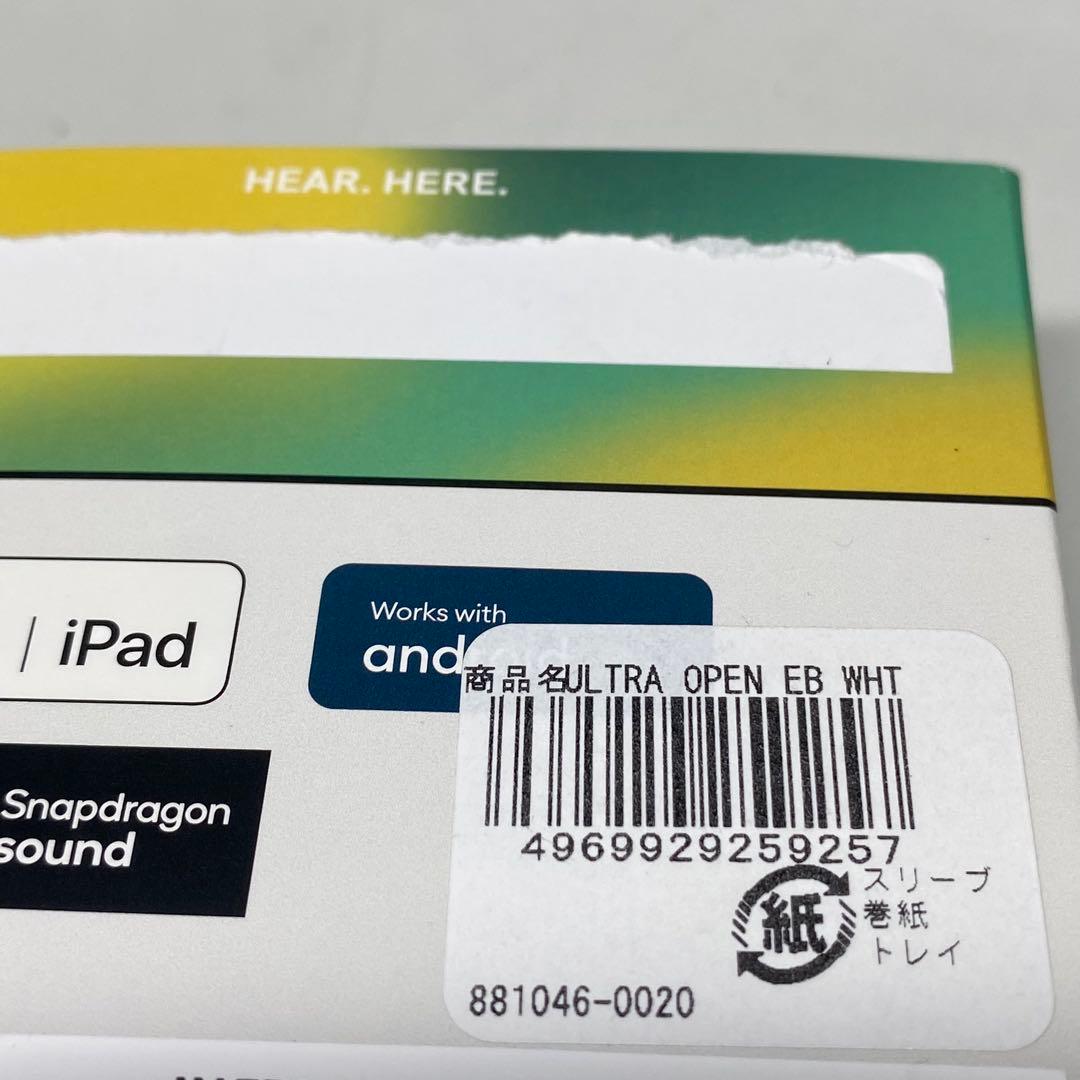 HEAR. HERE.
| iPad
Works with
android
商品名ULTRA OPEN EB WHT
4969929259257
Snapdragon
sound
紙
スリーブ
巻紙
トレイ
881046-0020